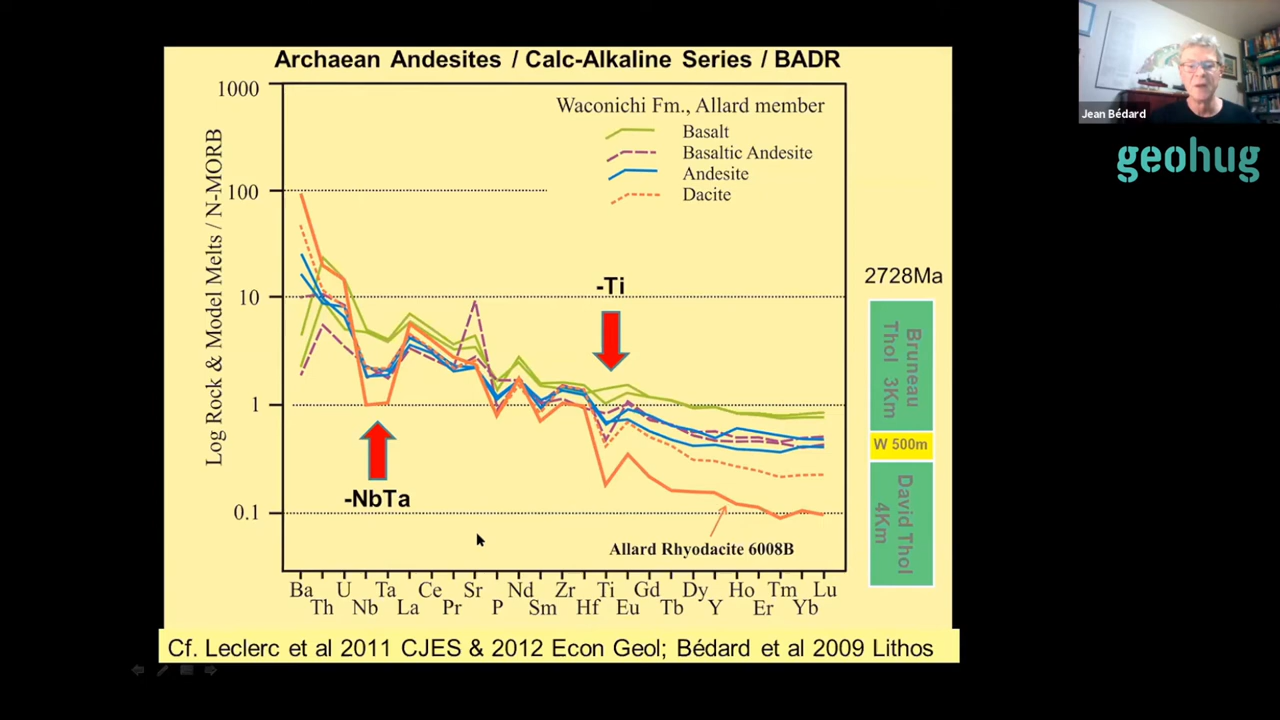 Archaean Andesites / Calc-Alkaline Series / BADR
Log Rock & Model Melts / N-MORB
1000
100
10
1
0.1
Waconichi Fm., Allard member
Basalt
Basaltic Andesite
Andesite
Dacite
-Ti
-NbTa
Allard Rhyodacite 6008B
Ba Ta Ce Sr Nd Zr Ti Gd Dy Ho Tm Lu
Th U Nb La Pr P Sm Hf Eu Tb Y Er Yb
Cf. Leclerc et al 2011 CJES & 2012 Econ Geol; Bédard et al 2009 Lithos
2728Ma
Bruneau
Thol 3Km
W 500m
David Thol
4Km
Jean Bédard
geohug